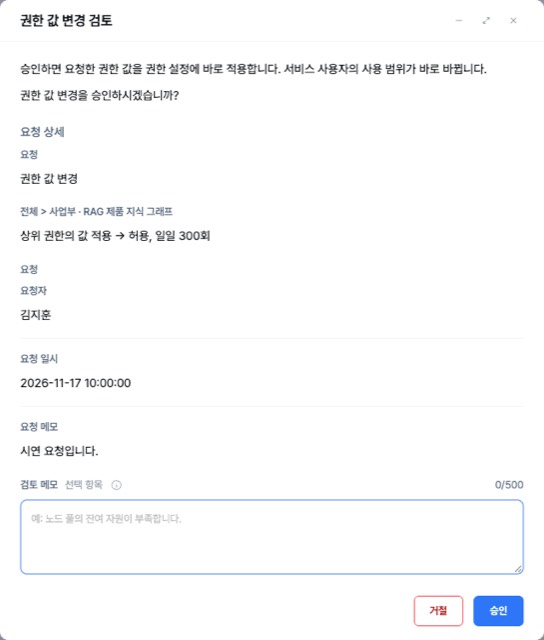 권한 값 변경 검토
승인하면 요청한 권한 값을 권한 설정에 바로 적용합니다. 서비스 사용자의 사용 범위가 바로 바뀝니다.
권한 값 변경을 승인하시겠습니까?
요청 상세
요청
권한 값 변경
전체 > 사업부 · RAG 제품 지식 그래프
상위 권한의 값 적용 → 허용, 일일 300회
요청
요청자
김지훈
요청 일시
2026-11-17 10:00:00
요청 메모
시연 요청입니다.
검토 메모 선택 항목 0/500
예: 노드 풀의 잔여 자원이 부족합니다.
거절 승인